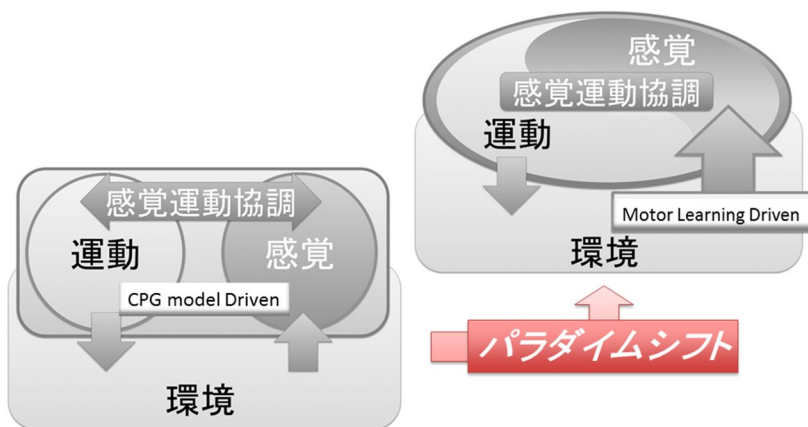 感覚運動協調
運動
感覚
CPG model Driven
環境
感覚
感覚運動協調
運動
Motor Learning Driven
環境
パラダイムシフト